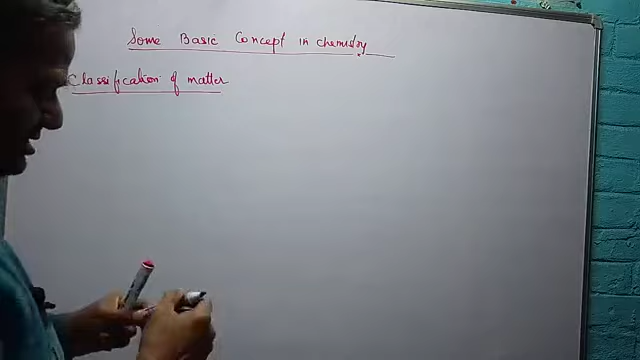 Some Basic Concept in chemistry
Classification of matter